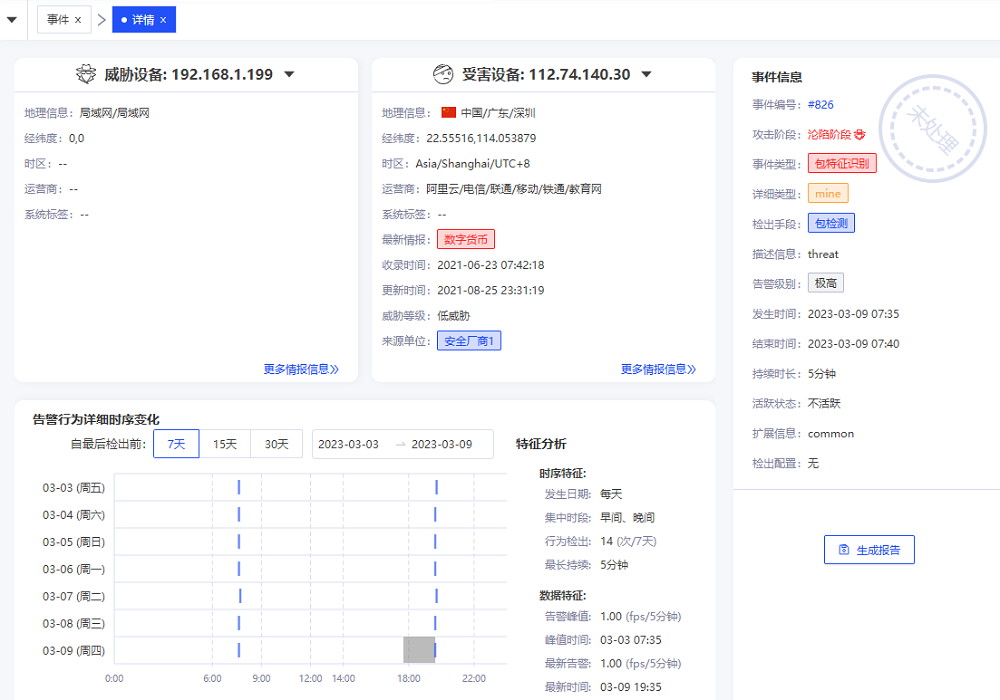 事件 x
详情 x
威胁设备: 192.168.1.199
地理信息: 局域网/局域网
经纬度: 0,0
时区: --
运营商: --
系统标签: --
更多情报信息
受害设备: 112.74.140.30
地理信息: 中国/广东/深圳
经纬度: 22.55516,114.053879
时区: Asia/Shanghai/UTC+8
运营商: 阿里云/电信/联通/移动/铁通/教育网
系统标签: --
最新情报: 数字货币
收录时间: 2021-06-23 07:42:18
更新时间: 2021-08-25 23:31:19
威胁等级: 低威胁
来源单位: 安全厂商1
更多情报信息
事件信息
未处理
事件编号: #826
攻击阶段: 沦陷阶段
事件类型: 包特征识别
详细类型: mine
检出手段: 包检测
描述信息: threat
告警级别: 极高
发生时间: 2023-03-09 07:35
结束时间: 2023-03-09 07:40
持续时长: 5分钟
活跃状态: 不活跃
扩展信息: common
检出配置: 无
生成报告
告警行为详细时序变化
自最后检出前: 7天 15天 30天 2023-03-03 → 2023-03-09
03-03 (周五)
03-04 (周六)
03-05 (周日)
03-06 (周一)
03-07 (周二)
03-08 (周三)
03-09 (周四)
0:00 6:00 9:00 12:00 14:00 18:00 22:00
特征分析
时序特征:
发生日期: 每天
集中时段: 早间、晚间
行为检出: 14 (次/7天)
最长持续: 5分钟
数据特征:
告警峰值: 1.00 (fps/5分钟)
峰值时间: 03-03 07:35
最新告警: 1.00 (fps/5分钟)
最新时间: 03-09 19:35